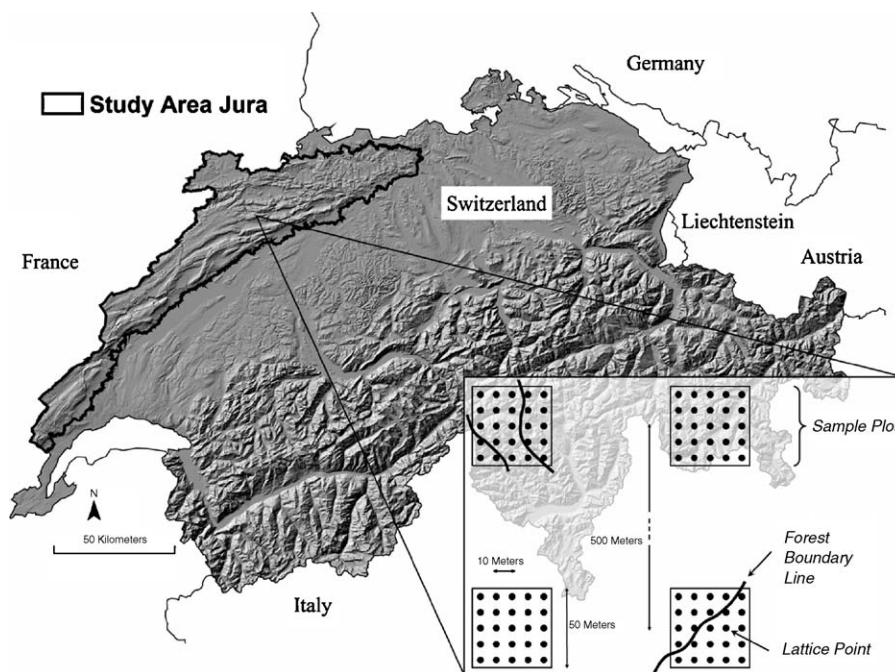 Germany
Study Area Jura
Switzerland
Liechtenstein
France
Austria
Sample Plo
N
50 Kilometers
500 Meters
Forest
Boundary
Line
10 Meters
Italy
50 Meters
Lattice Point